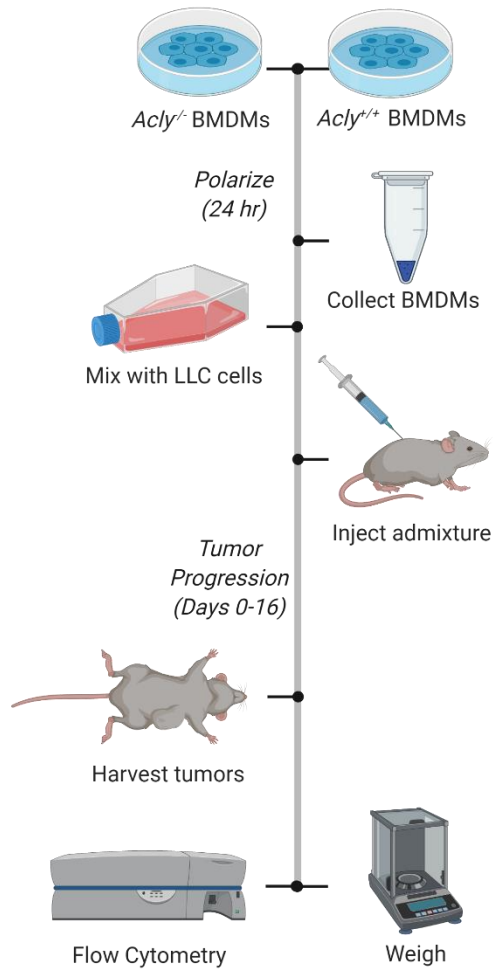 Acly-/- BMDMs
Acly+/+ BMDMs
Polarize
(24 hr)
Collect BMDMs
Mix with LLC cells
Inject admixture
Tumor
Progression
(Days 0-16)
Harvest tumors
Flow Cytometry
Weigh